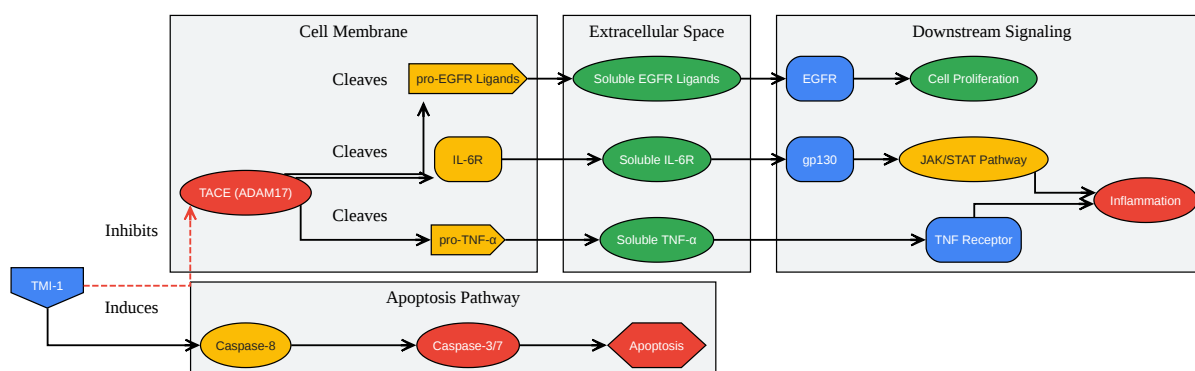 Cell Membrane
Extracellular Space
Downstream Signaling
Cleaves
pro-EGFR Ligands
Soluble EGFR Ligands
EGFR
Cell Proliferation
Cleaves
IL-6R
Soluble IL-6R
gp130
JAK/STAT Pathway
TACE (ADAM17)
Inflammation
Cleaves
Inhibits
pro-TNF-α
Soluble TNF-α
TNF Receptor
TMI-1
Induces
Apoptosis Pathway
Caspase-8
Caspase-3/7
Apoptosis